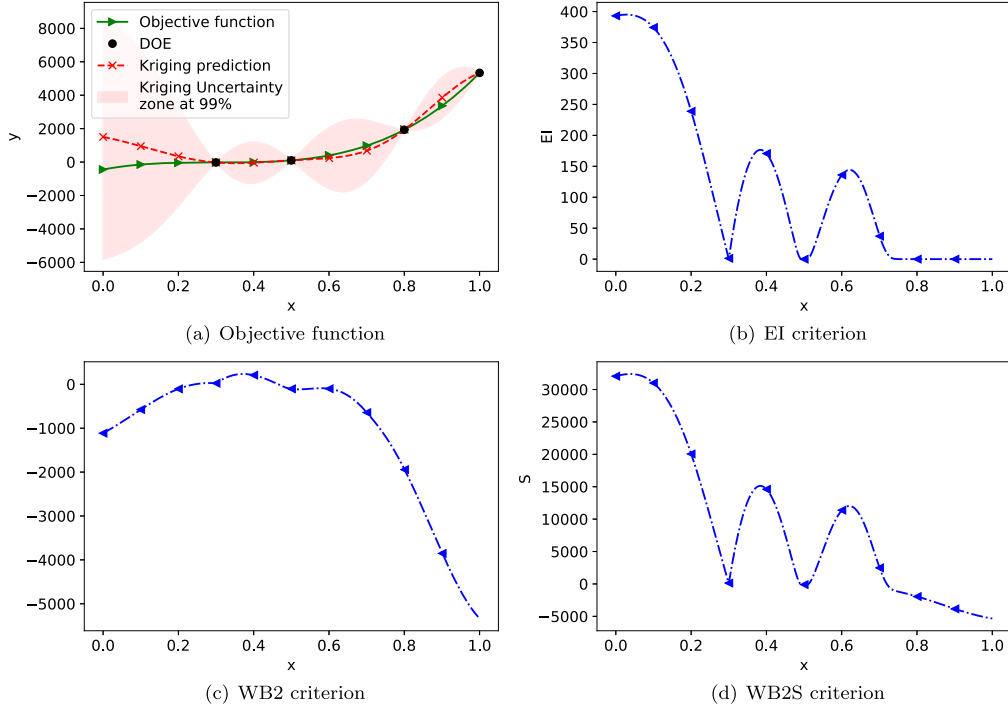 8000
6000
4000
2000
0
−2000
−4000
−6000
y
Objective function
DOE
Kriging prediction
Kriging Uncertainty
zone at 99%
0.0 0.2 0.4 0.6 0.8 1.0
x
(a) Objective function
400
350
300
250
200
150
100
50
0
EI
0.0 0.2 0.4 0.6 0.8 1.0
x
(b) EI criterion
0
−1000
−2000
−3000
−4000
−5000
0.0 0.2 0.4 0.6 0.8 1.0
x
(c) WB2 criterion
30000
25000
20000
15000
10000
5000
0
−5000
S
0.0 0.2 0.4 0.6 0.8 1.0
x
(d) WB2S criterion